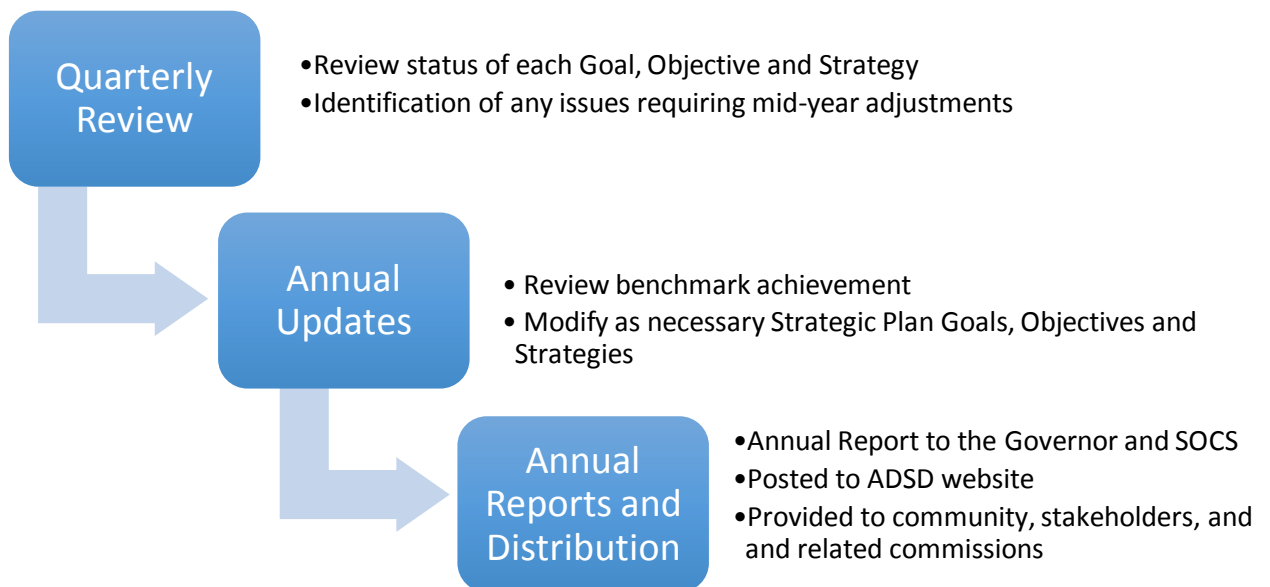 Quarterly
Review
•Review status of each Goal, Objective and Strategy
•Identification of any issues requiring mid-year adjustments
Annual
Updates
• Review benchmark achievement
• Modify as necessary Strategic Plan Goals, Objectives and
Strategies
Annual
Reports and
Distribution
•Annual Report to the Governor and SOCS
•Posted to ADSD website
•Provided to community, stakeholders, and
and related commissions